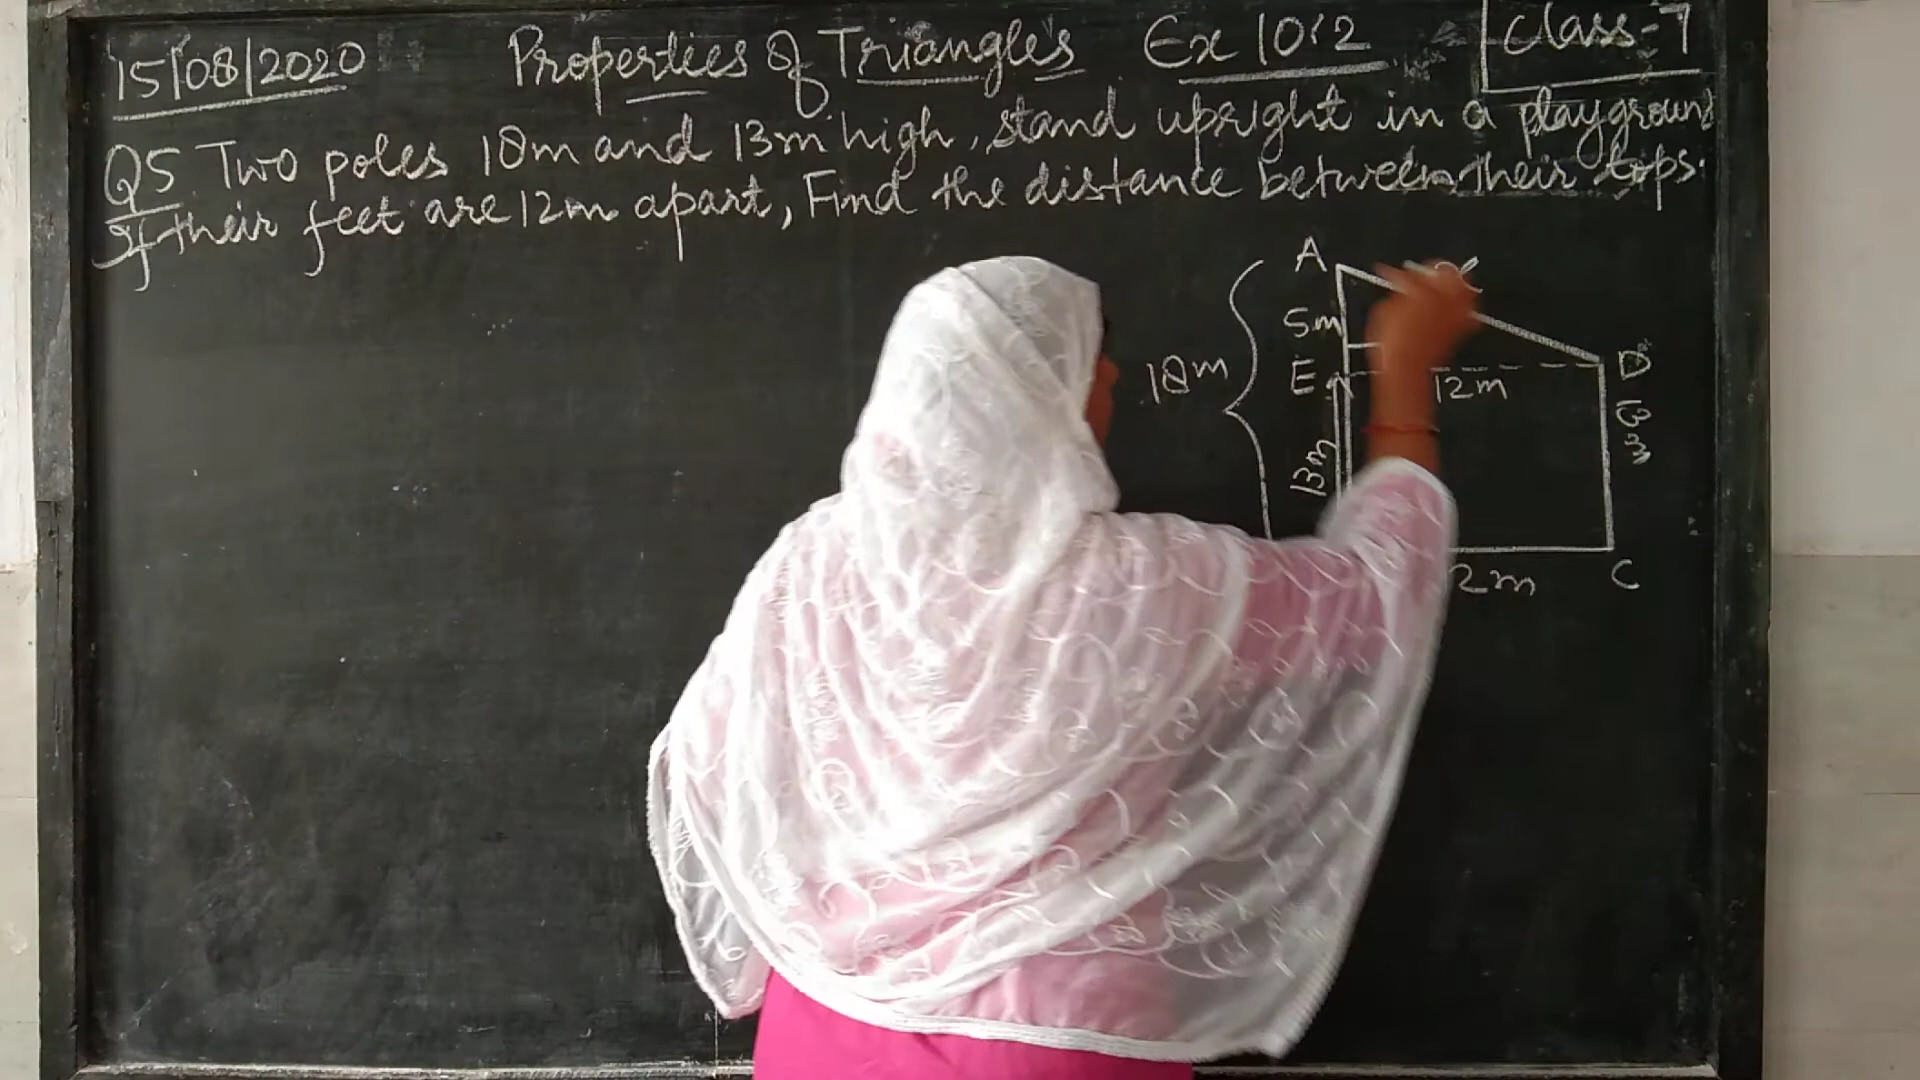 15/08/2020 Properties of Triangles Ex 10.2 Class-7
Q5 Two poles 18m and 13m high, stand upright in a playground
If their feet are 12m apart, Find the distance between their tops.
A x
5m
18m E 12m D
13m 13m
2m C